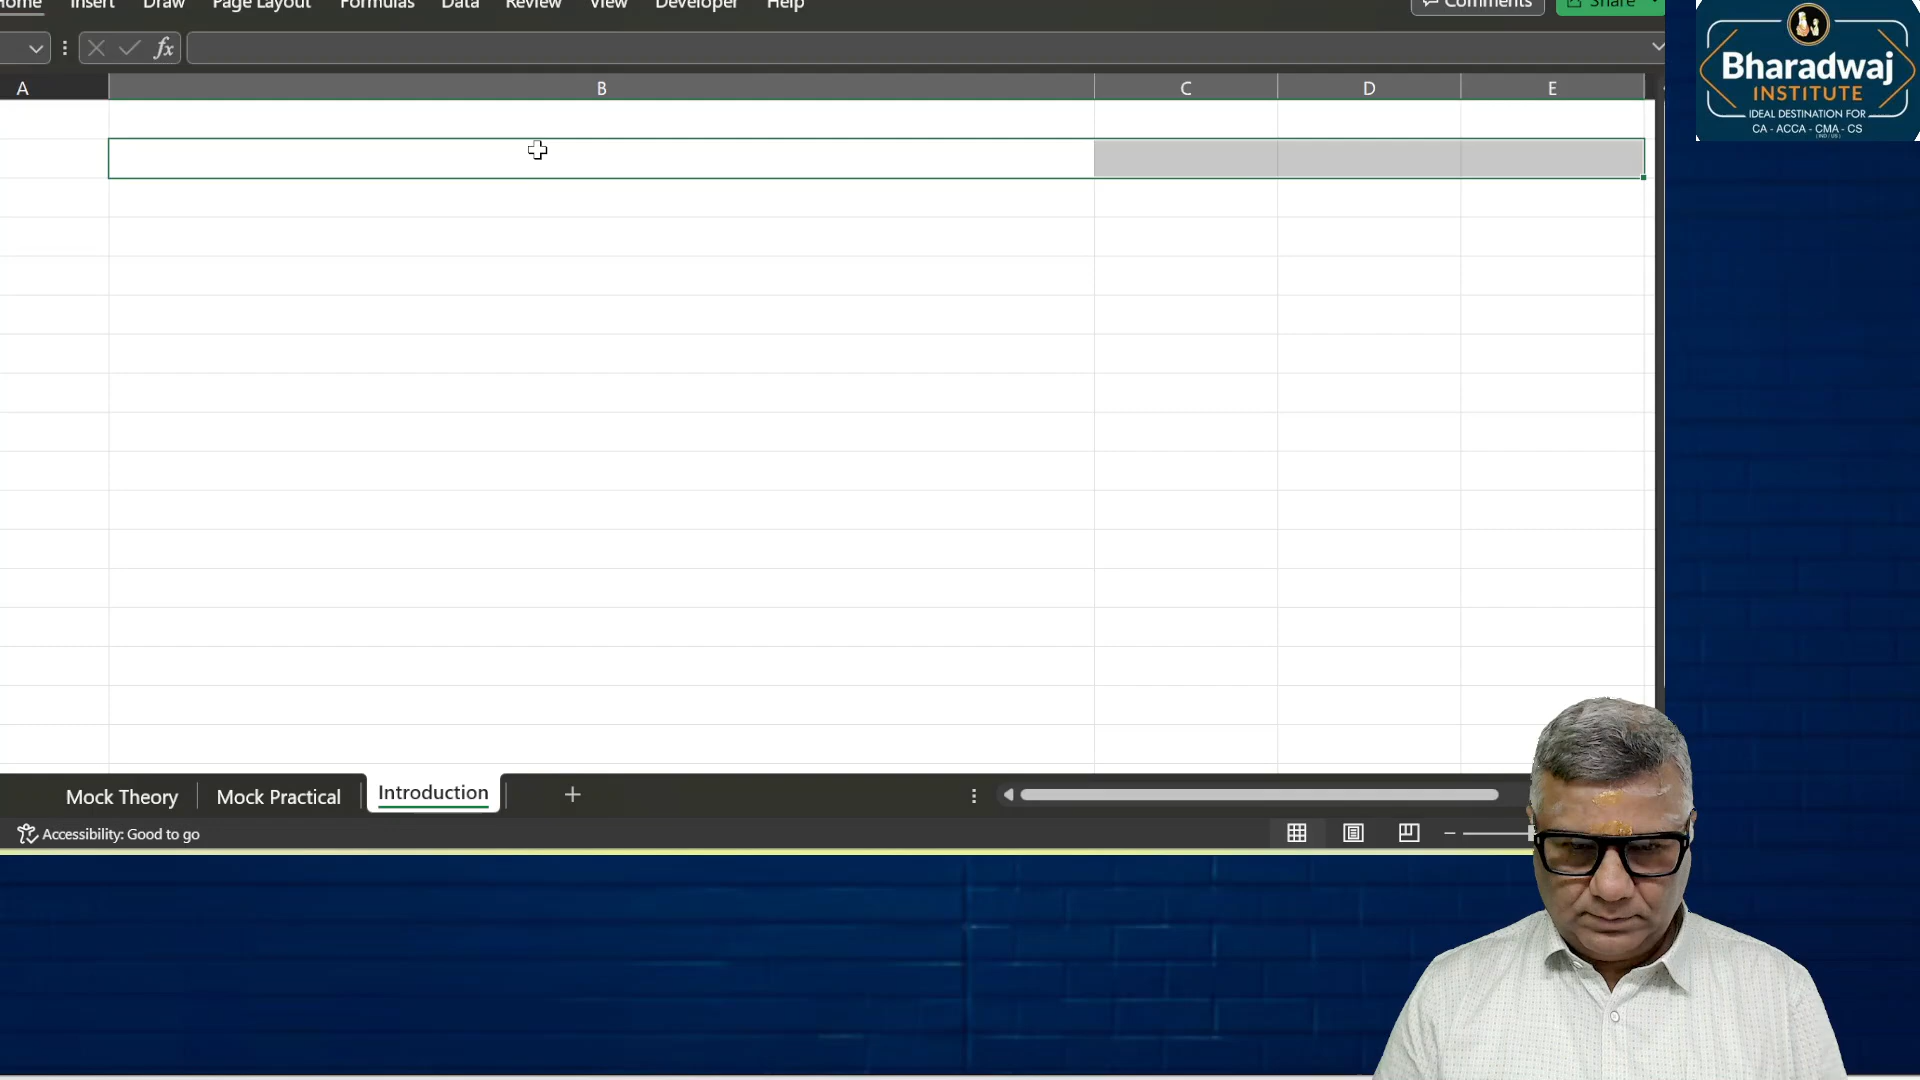 Home Insert Draw Page Layout Formulas Data Review View Developer Help
Comments
Share
fx
A B C D E
Mock Theory
Mock Practical
Introduction
Accessibility: Good to go
Bharadwaj
INSTITUTE
IDEAL DESTINATION FOR
CA - ACCA - CMA - CS